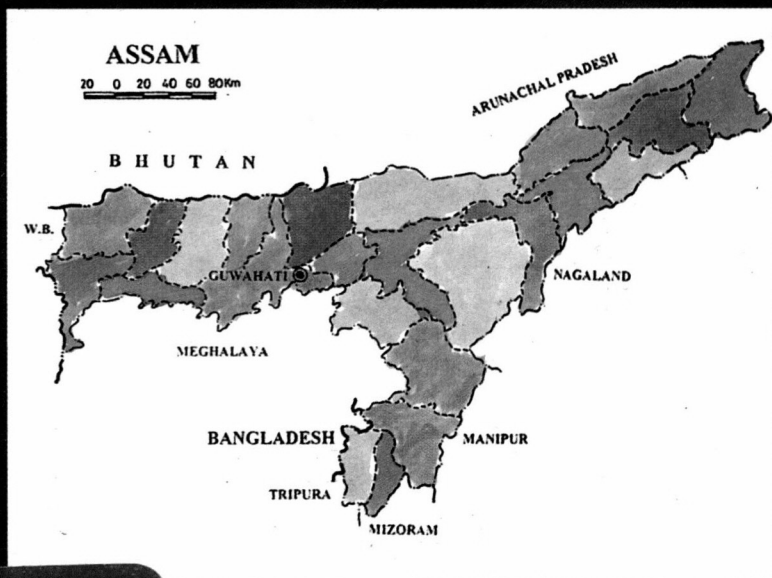 ASSAM
20 0 20 40 60 80Km
ARUNACHAL PRADESH
BHUTAN
W.B.
GUWAHATI
NAGALAND
MEGHALAYA
BANGLADESH
MANIPUR
TRIPURA
MIZORAM